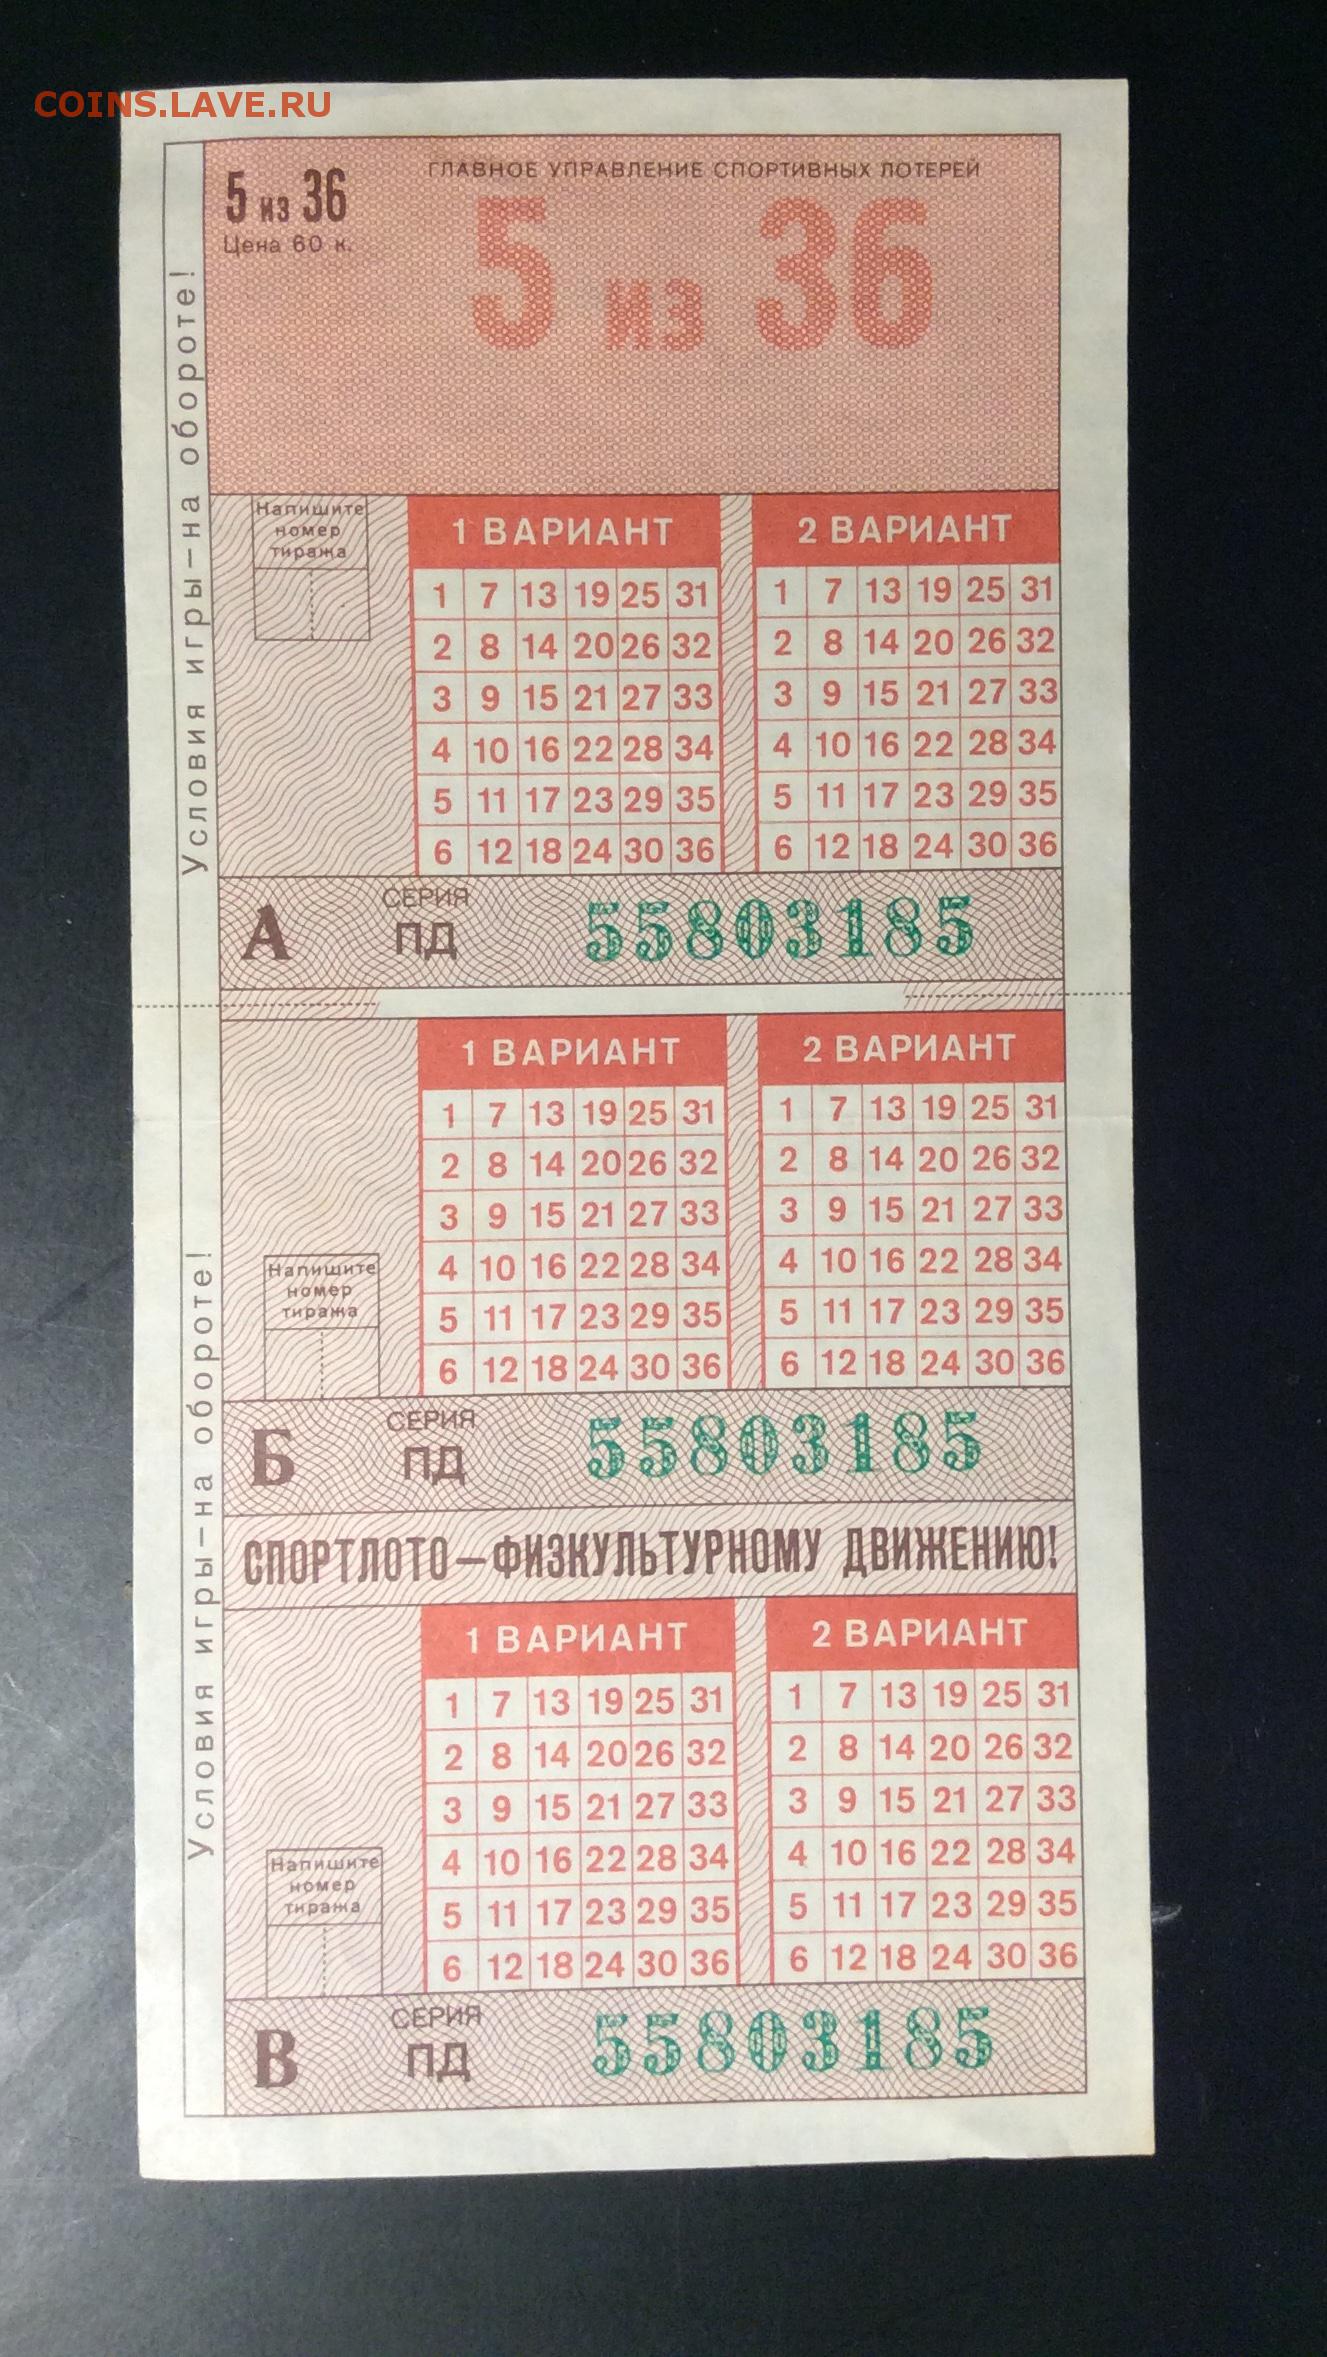 COINS.LAVE.RU
5 из 36
Цена 60 к.
ГЛАВНОЕ УПРАВЛЕНИЕ СПОРТИВНЫХ ЛОТЕРЕЙ
5 из 36
Условия игры—на обороте!
Напишите
номер
тиража
1 ВАРИАНТ 2 ВАРИАНТ
1 7 13 19 25 31 1 7 13 19 25 31
2 8 14 20 26 32 2 8 14 20 26 32
3 9 15 21 27 33 3 9 15 21 27 33
4 10 16 22 28 34 4 10 16 22 28 34
5 11 17 23 29 35 5 11 17 23 29 35
6 12 18 24 30 36 6 12 18 24 30 36
А СЕРИЯ
ПД 55803185
Условия игры—на обороте!
1 ВАРИАНТ 2 ВАРИАНТ
1 7 13 19 25 31 1 7 13 19 25 31
2 8 14 20 26 32 2 8 14 20 26 32
3 9 15 21 27 33 3 9 15 21 27 33
4 10 16 22 28 34 4 10 16 22 28 34
5 11 17 23 29 35 5 11 17 23 29 35
6 12 18 24 30 36 6 12 18 24 30 36
Напишите
номер
тиража
Б СЕРИЯ
ПД 55803185
СПОРТЛОТО—ФИЗКУЛЬТУРНОМУ ДВИЖЕНИЮ!
1 ВАРИАНТ 2 ВАРИАНТ
1 7 13 19 25 31 1 7 13 19 25 31
2 8 14 20 26 32 2 8 14 20 26 32
3 9 15 21 27 33 3 9 15 21 27 33
4 10 16 22 28 34 4 10 16 22 28 34
5 11 17 23 29 35 5 11 17 23 29 35
6 12 18 24 30 36 6 12 18 24 30 36
Напишите
номер
тиража
В СЕРИЯ
ПД 55803185